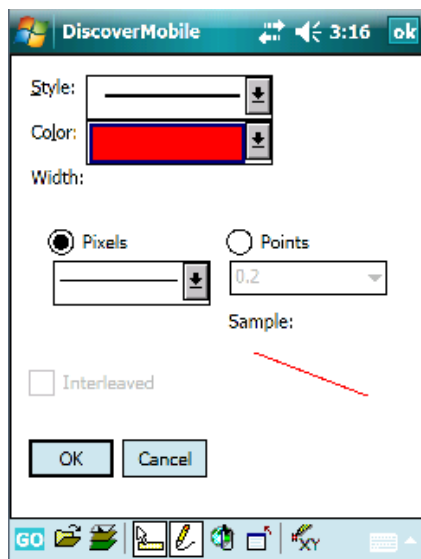 DiscoverMobile 3:16 ok
Style:
Color:
Width:
Pixels Points
0.2
Sample:
Interleaved
OK Cancel
GO XY